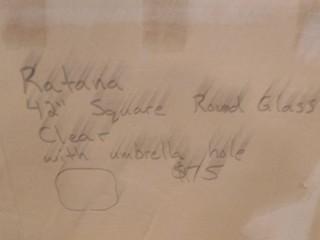 Ratana
42" Square Round Glass
Clear
with umbrella hole
$75